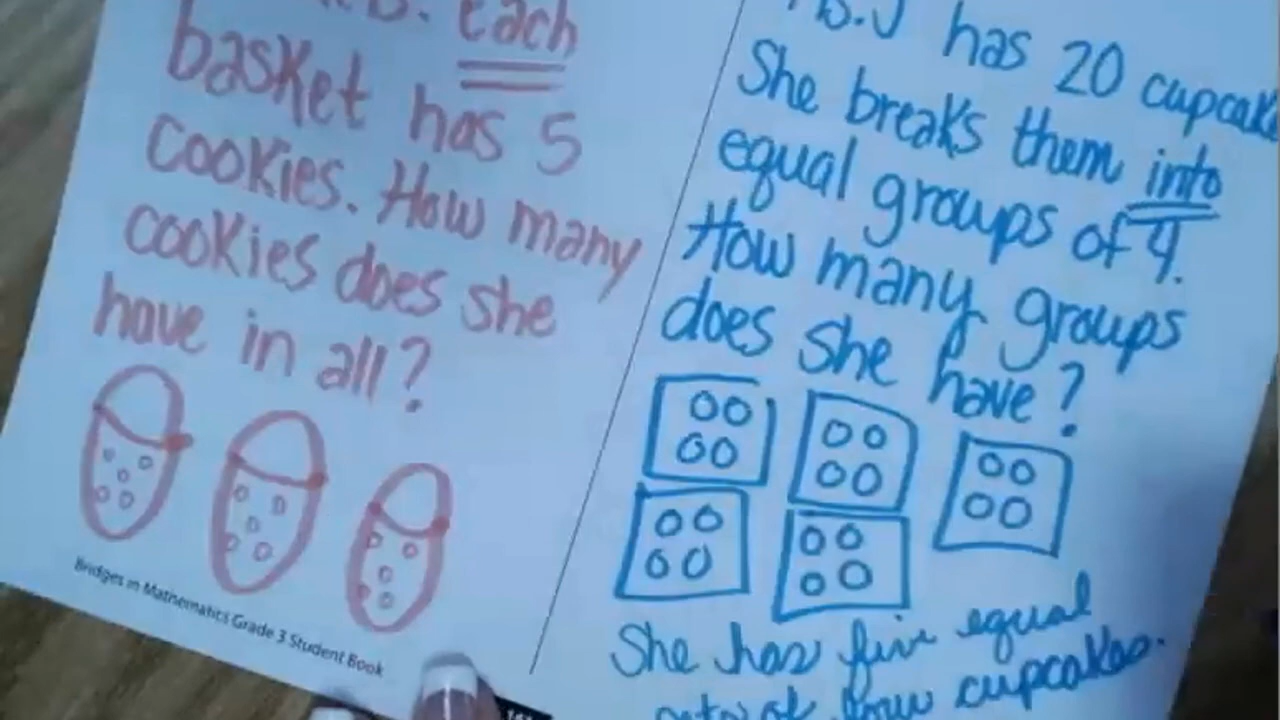 Each
basket has 5
cookies. How many
cookies does she
have in all?
Bridges in Mathematics Grade 3 Student Book
has 20
She breaks them into
equal groups of 4.
How many groups
does she have?
She has five equal
cupcakes.